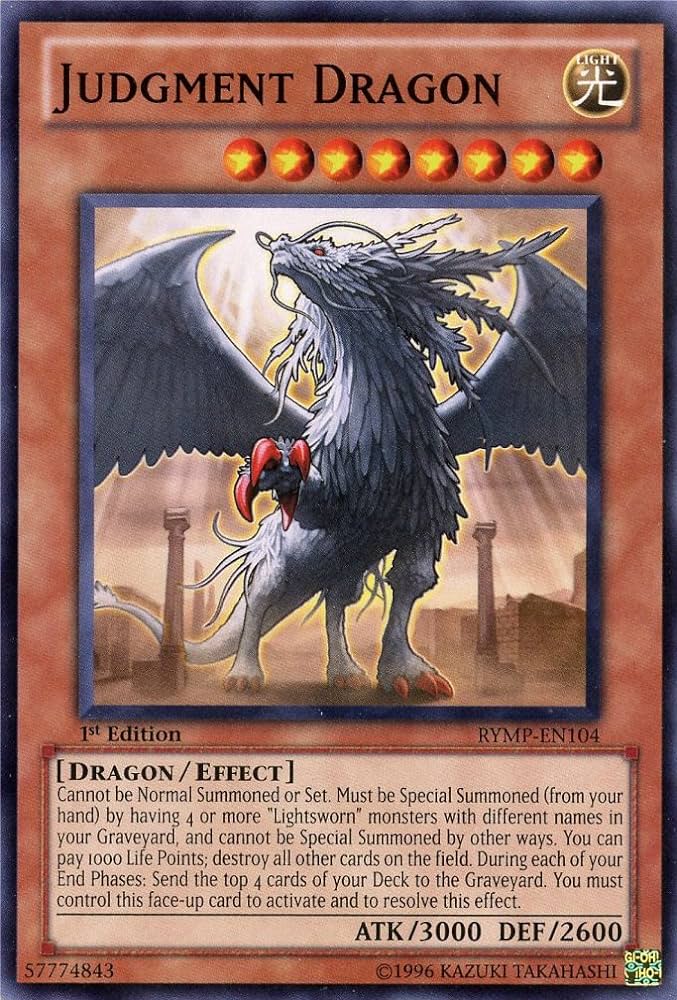 JUDGMENT DRAGON
LIGHT
光
1st Edition
RYMP-EN104
[DRAGON/EFFECT]
Cannot be Normal Summoned or Set. Must be Special Summoned (from your
hand) by having 4 or more "Lightsworn" monsters with different names in
your Graveyard, and cannot be Special Summoned by other ways. You can
pay 1000 Life Points; destroy all other cards on the field. During each of your
End Phases: Send the top 4 cards of your Deck to the Graveyard. You must
control this face-up card to activate and to resolve this effect.
ATK/3000 DEF/2600
57774843
©1996 KAZUKI TAKAHASHI